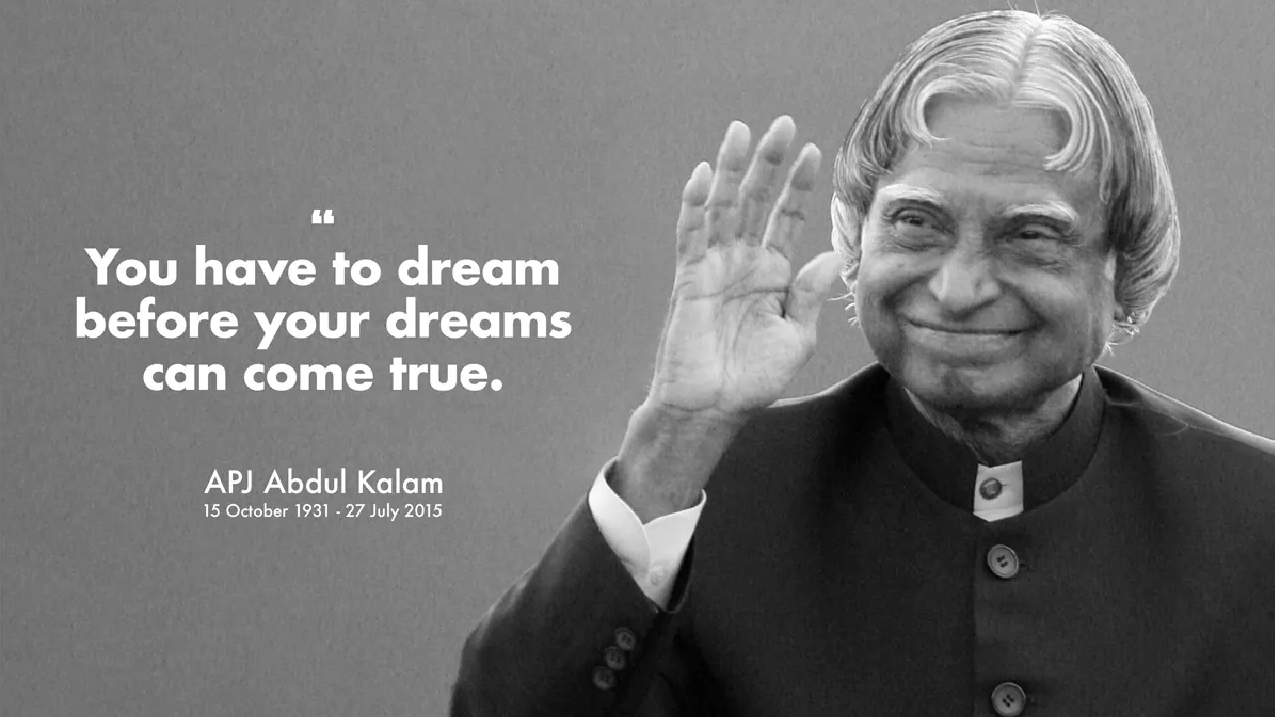 “
You have to dream
before your dreams
can come true.
APJ Abdul Kalam
15 October 1931 - 27 July 2015